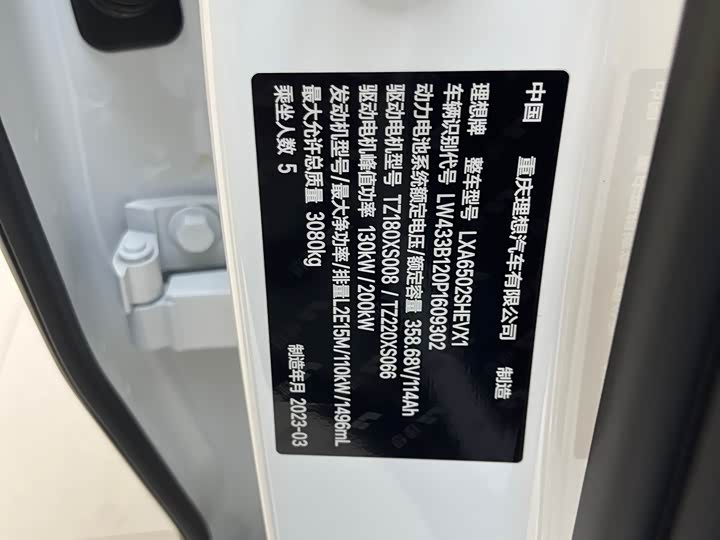 中国 重庆理想汽车有限公司 制造
理想牌 整车型号 LXA6502SHEVX1
车辆识别代号 LW433B120P1609302
动力电池系统额定电压/额定容量 358.68V/114Ah
驱动电机型号 TZ180XS008 / TZ220XS066
驱动电机峰值功率 130kW / 200kW
发动机型号/最大净功率/排量L2E15M/110kW/1496mL
最大允许总质量 3080kg
乘坐人数 5 制造年月 2023-03